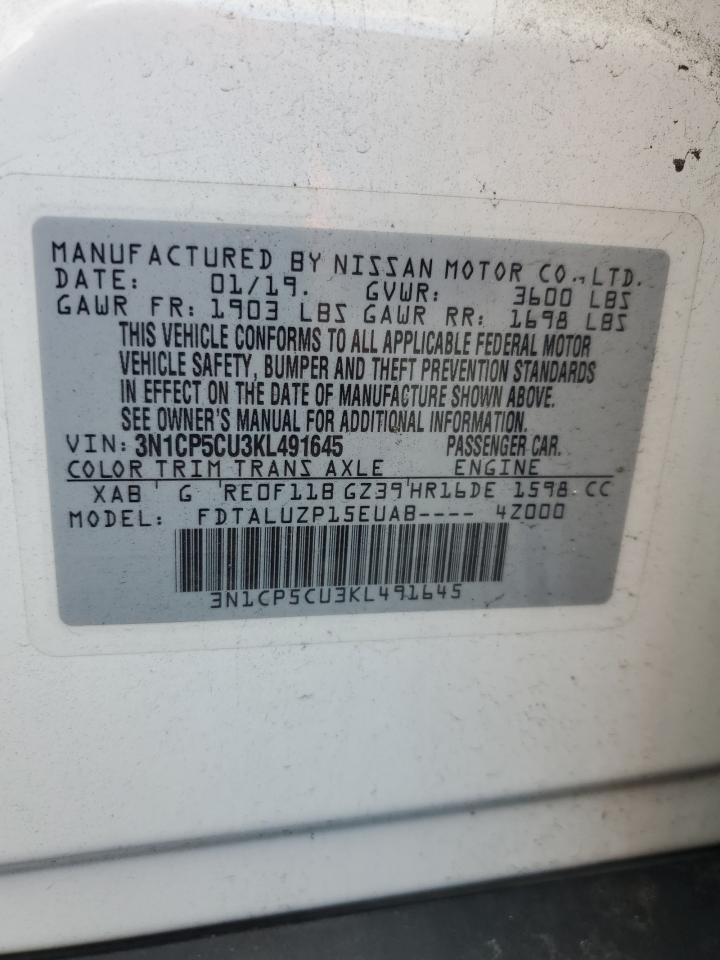 MANUFACTURED BY NISSAN MOTOR CO.,LTD.
DATE: 01/19. GVWR: 3600 LBS
GAWR FR: 1903 LBS GAWR RR: 1698 LBS
THIS VEHICLE CONFORMS TO ALL APPLICABLE FEDERAL MOTOR
VEHICLE SAFETY, BUMPER AND THEFT PREVENTION STANDARDS
IN EFFECT ON THE DATE OF MANUFACTURE SHOWN ABOVE.
SEE OWNER'S MANUAL FOR ADDITIONAL INFORMATION.
VIN: 3N1CP5CU3KL491645 PASSENGER CAR.
COLOR TRIM TRANS AXLE ENGINE
XAB ' G 'RE0F11B GZ39'HR16DE 1598 CC
MODEL: FDTALUZP15EUAB---- 4Z000
3N1CP5CU3KL491645